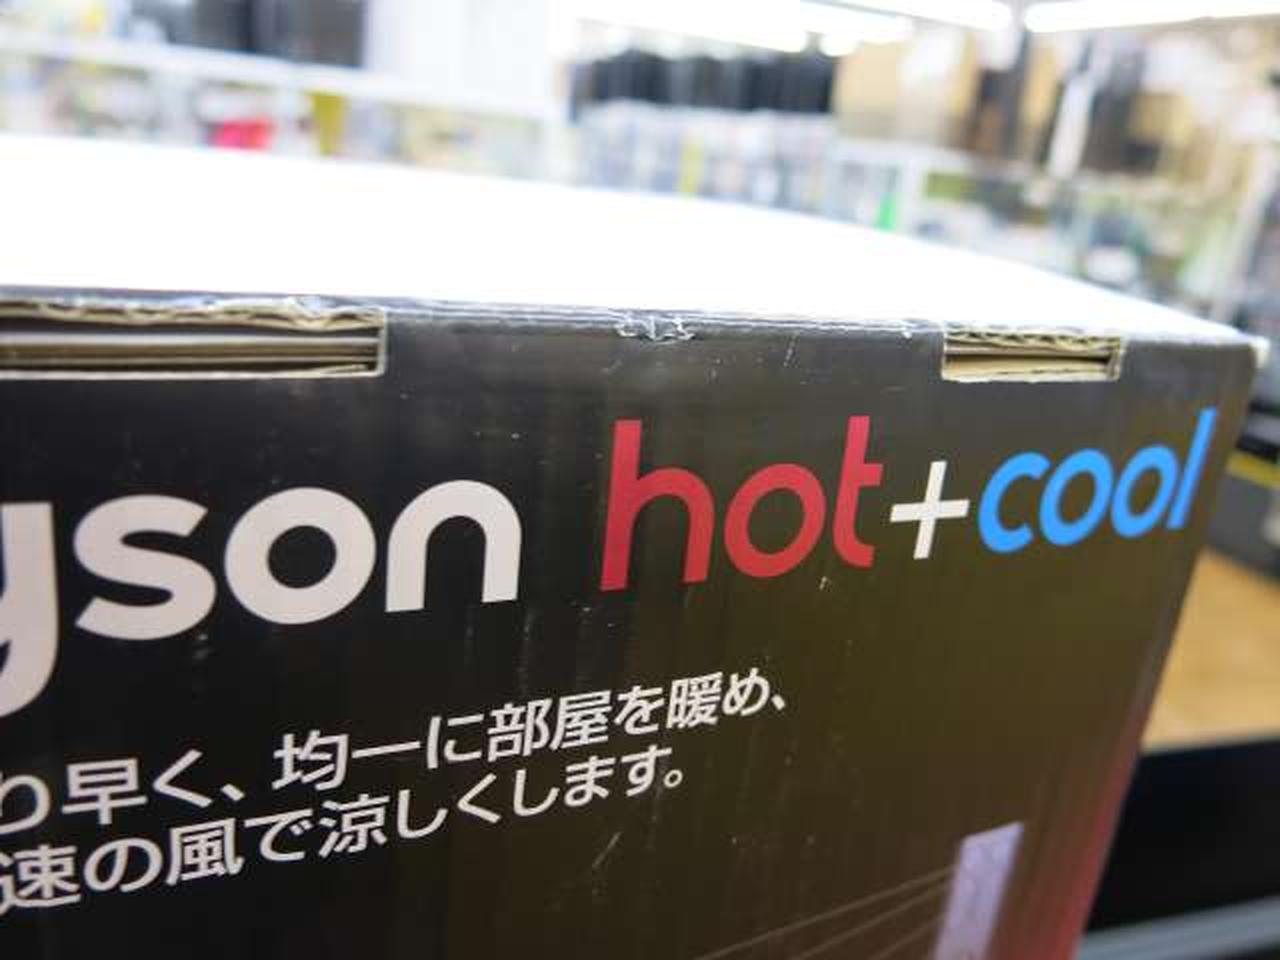 yson hot+cool
り早く、均一に部屋を暖め、
速の風で涼しくします。